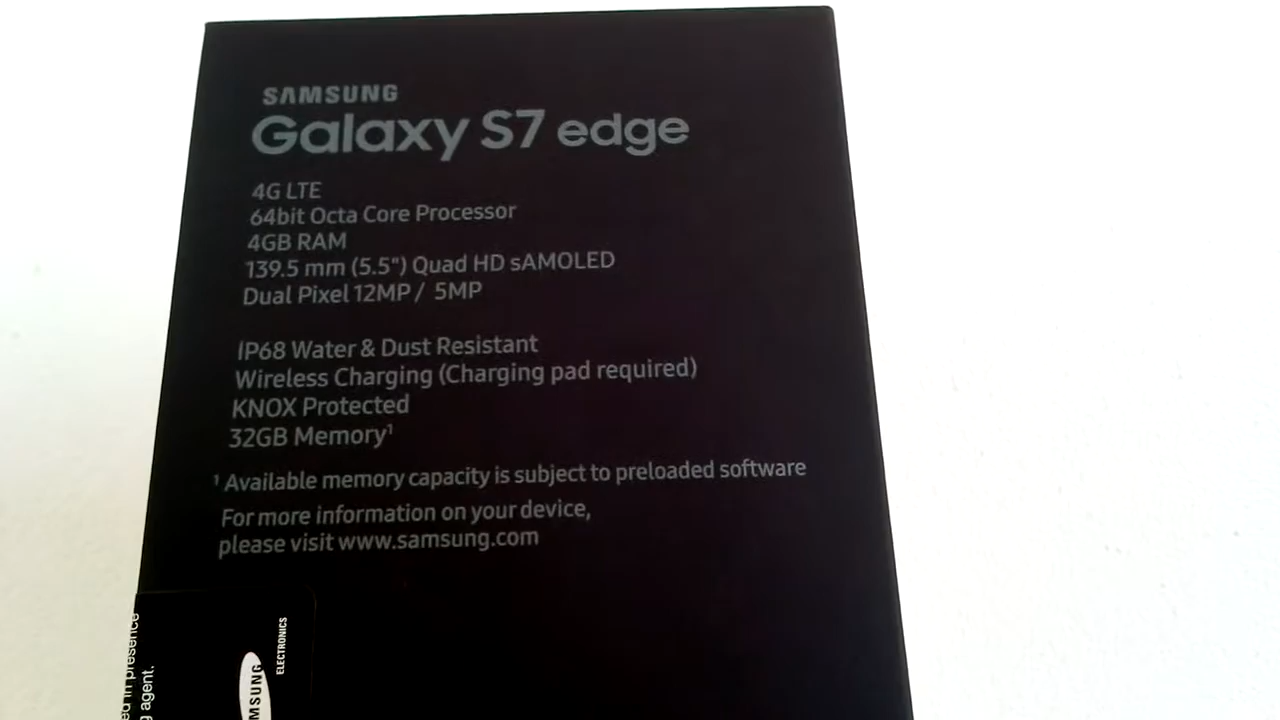 SAMSUNG
Galaxy S7 edge
4G LTE
64bit Octa Core Processor
4GB RAM
139.5 mm (5.5") Quad HD sAMOLED
Dual Pixel 12MP / 5MP
IP68 Water & Dust Resistant
Wireless Charging (Charging pad required)
KNOX Protected
32GB Memory¹
¹ Available memory capacity is subject to preloaded software
For more information on your device,
please visit www.samsung.com
in presence
agent.
ELECTRONICS